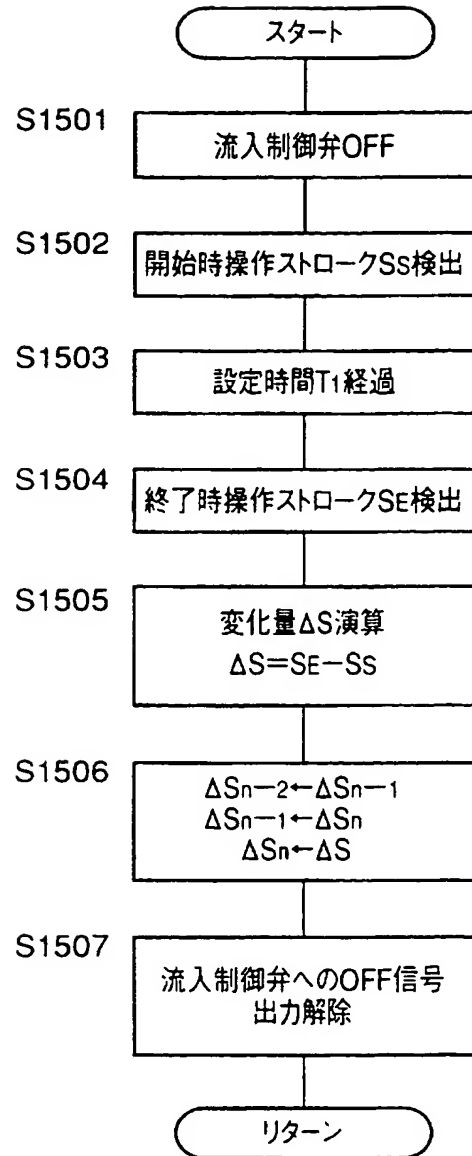 スタート
S1501
流入制御弁OFF
S1502
開始時操作ストロークSS検出
S1503
設定時間T1経過
S1504
終了時操作ストロークSE検出
S1505
変化量ΔS演算
ΔS=SE−SS
S1506
ΔSn−2←ΔSn−1
ΔSn−1←ΔSn
ΔSn←ΔS
S1507
流入制御弁へのOFF信号
出力解除
リターン